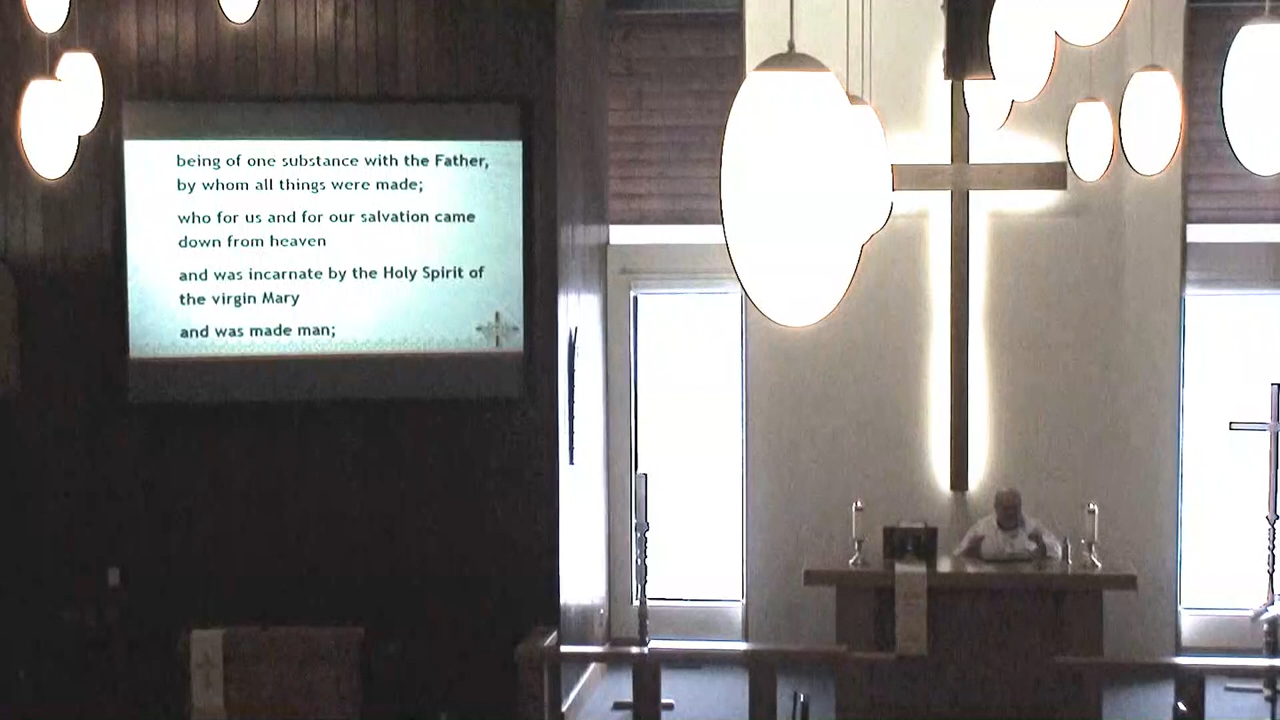 being of one substance with the Father,
by whom all things were made;
who for us and for our salvation came
down from heaven
and was incarnate by the Holy Spirit of
the virgin Mary
and was made man;